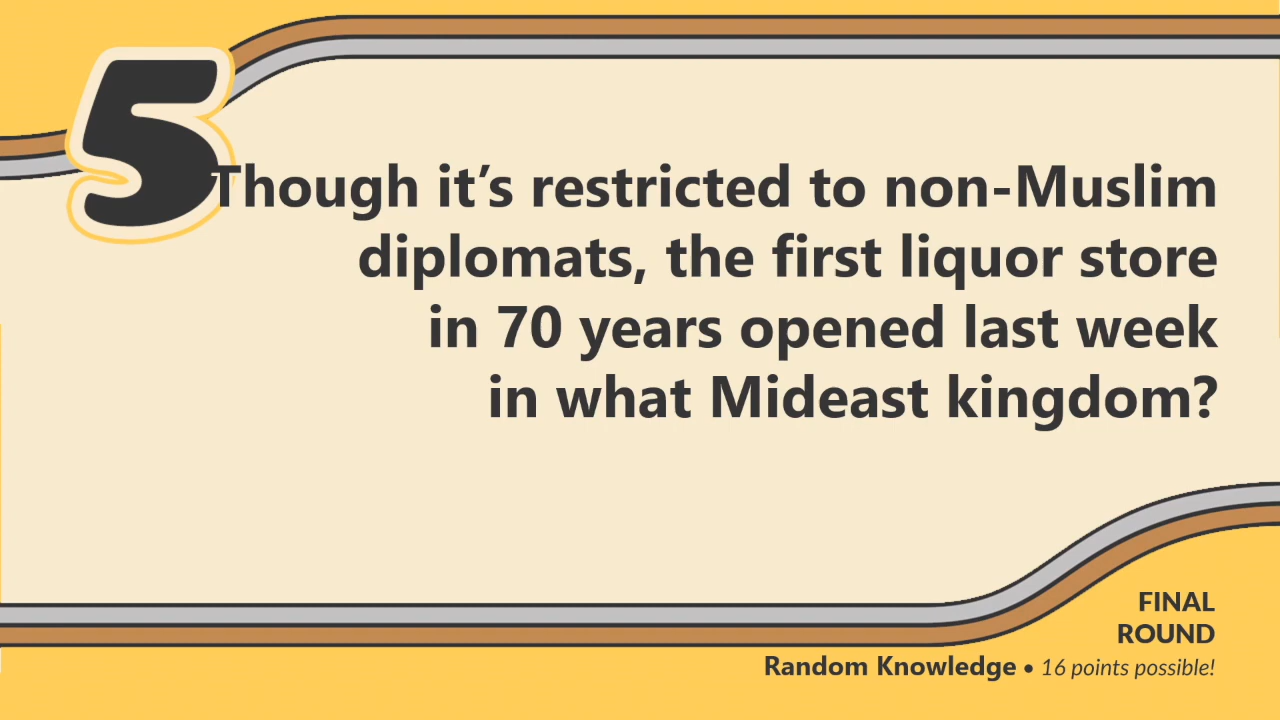 5
Though it’s restricted to non-Muslim
diplomats, the first liquor store
in 70 years opened last week
in what Mideast kingdom?
FINAL
ROUND
Random Knowledge • 16 points possible!